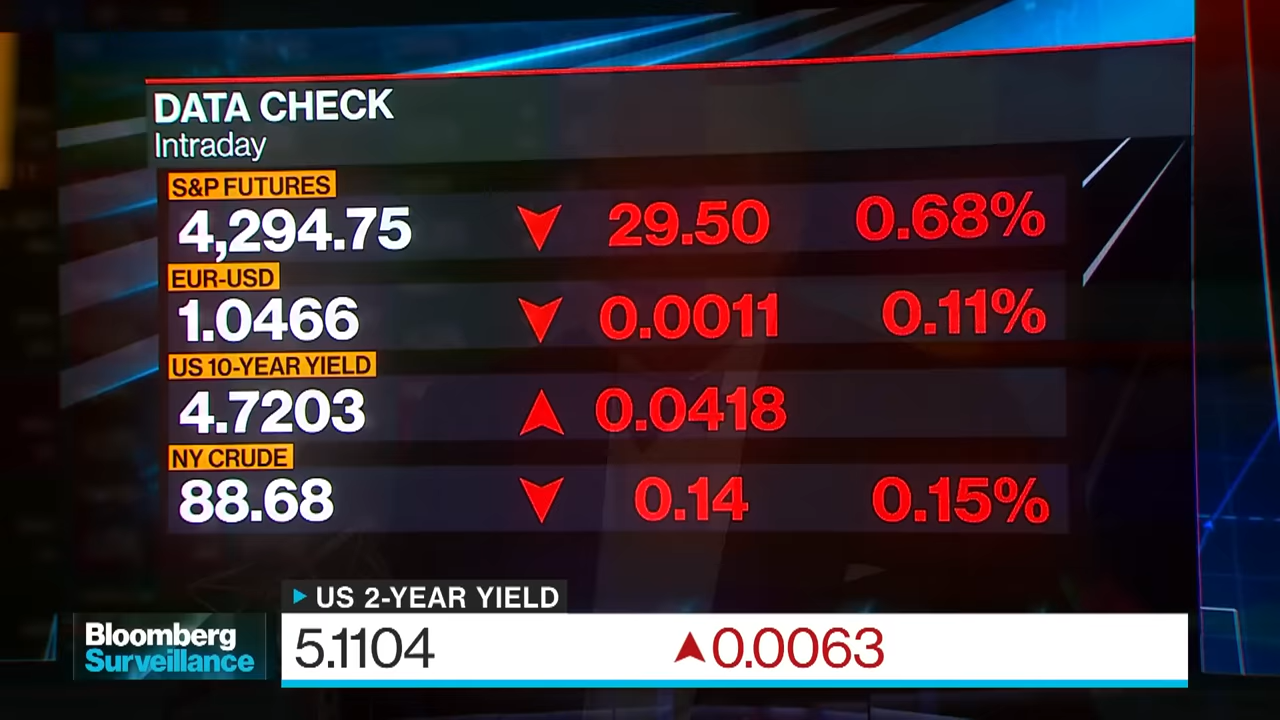 DATA CHECK
Intraday
S&P FUTURES
4,294.75 ▼ 29.50 0.68%
EUR-USD
1.0466 ▼ 0.0011 0.11%
US 10-YEAR YIELD
4.7203 ▲ 0.0418
NY CRUDE
88.68 ▼ 0.14 0.15%
▶ US 2-YEAR YIELD
Bloomberg
Surveillance
5.1104 ▲ 0.0063